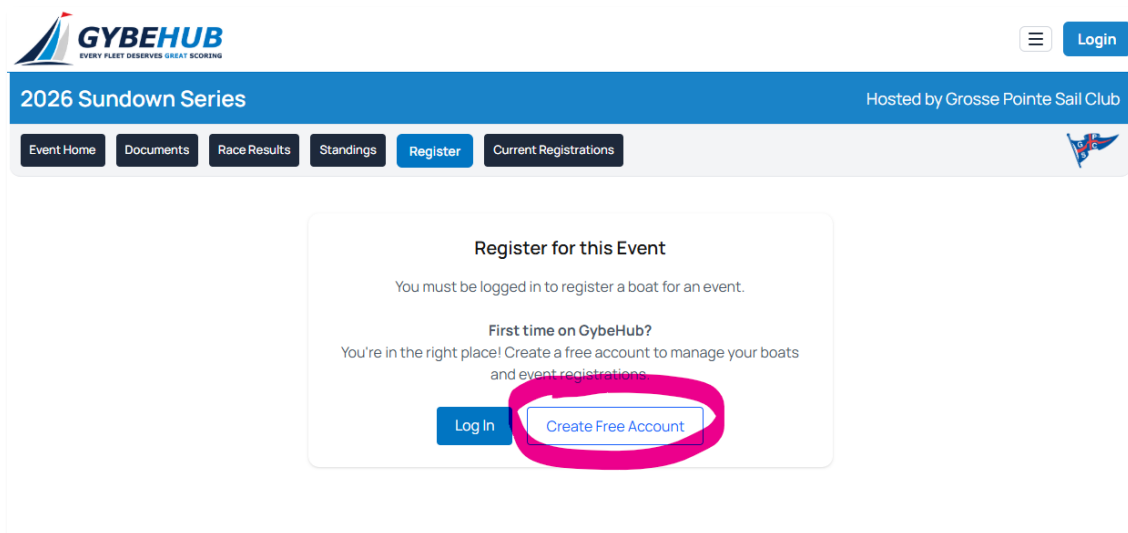 GYBEHUB
EVERY FLEET DESERVES GREAT SCORING
Login
2026 Sundown Series
Hosted by Grosse Pointe Sail Club
Event Home
Documents
Race Results
Standings
Register
Current Registrations
G P
S C
Register for this Event
You must be logged in to register a boat for an event.
First time on GybeHub?
You're in the right place! Create a free account to manage your boats
and event registrations.
Log In
Create Free Account